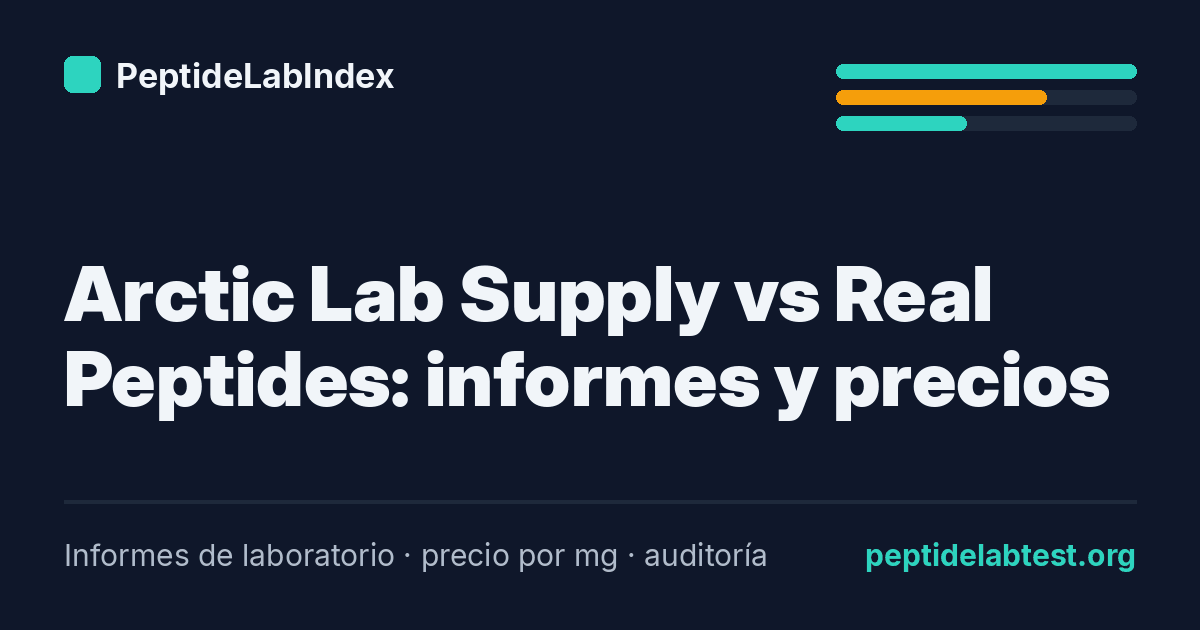 PeptideLabIndex
Arctic Lab Supply vs Real
Peptides: informes y precios
Informes de laboratorio · precio por mg · auditoría
peptidelabtest.org